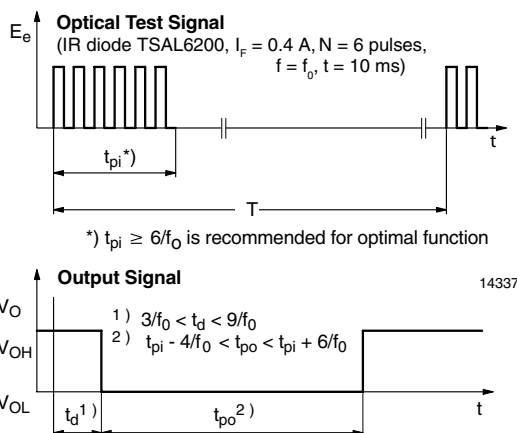 Optical Test Signal
Eₑ
(IR diode TSAL6200, I_F = 0.4 A, N = 6 pulses,
f = f₀, t = 10 ms)
t
t_pi*)
T
*) t_pi ≥ 6/f_O is recommended for optimal function
Output Signal
14337
V_O
V_OH
V_OL
1) 3/f₀ < t_d < 9/f₀
2) t_pi - 4/f₀ < t_po < t_pi + 6/f₀
t
t_d¹)
t_po²)